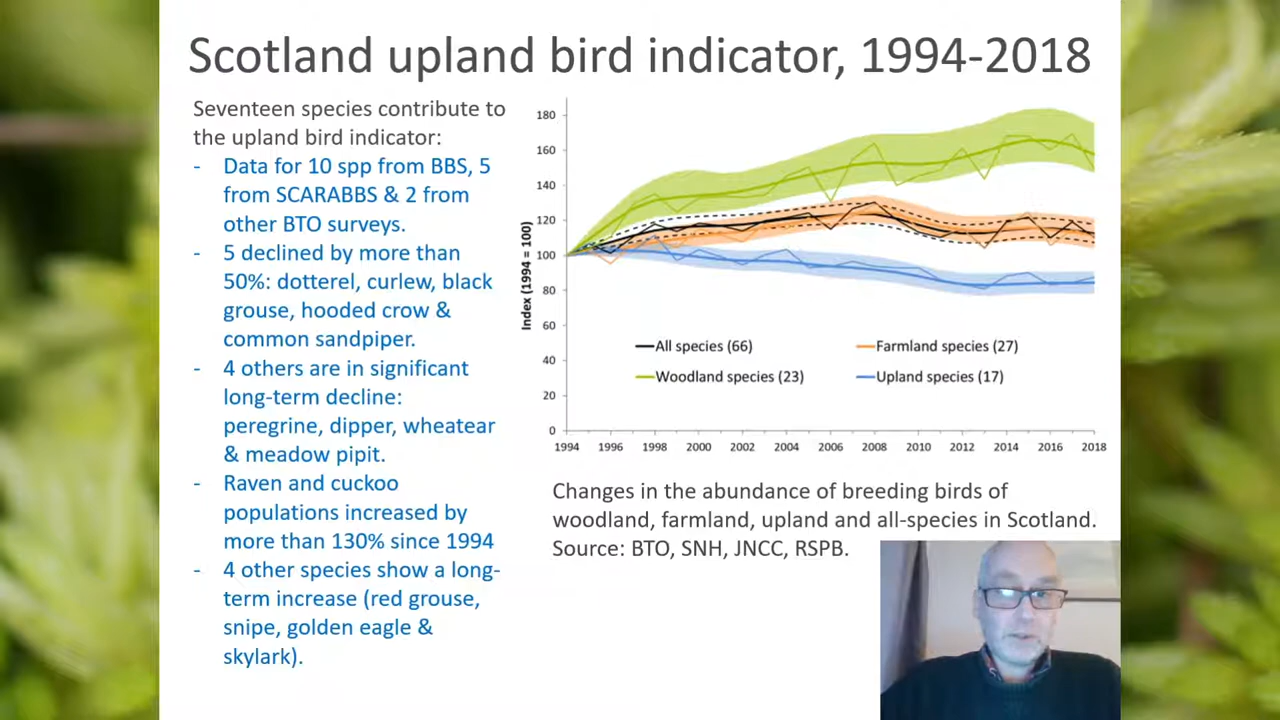 Scotland upland bird indicator, 1994-2018
Seventeen species contribute to
the upland bird indicator:
- Data for 10 spp from BBS, 5
from SCARABBS & 2 from
other BTO surveys.
- 5 declined by more than
50%: dotterel, curlew, black
grouse, hooded crow &
common sandpiper.
- 4 others are in significant
long-term decline:
peregrine, dipper, wheatear
& meadow pipit.
- Raven and cuckoo
populations increased by
more than 130% since 1994
- 4 other species show a long-
term increase (red grouse,
snipe, golden eagle &
skylark).
Index (1994 = 100)
180
160
140
120
100
80
60
40
20
0
All species (66)
Farmland species (27)
Woodland species (23)
Upland species (17)
1994 1996 1998 2000 2002 2004 2006 2008 2010 2012 2014 2016 2018
Changes in the abundance of breeding birds of
woodland, farmland, upland and all-species in Scotland.
Source: BTO, SNH, JNCC, RSPB.